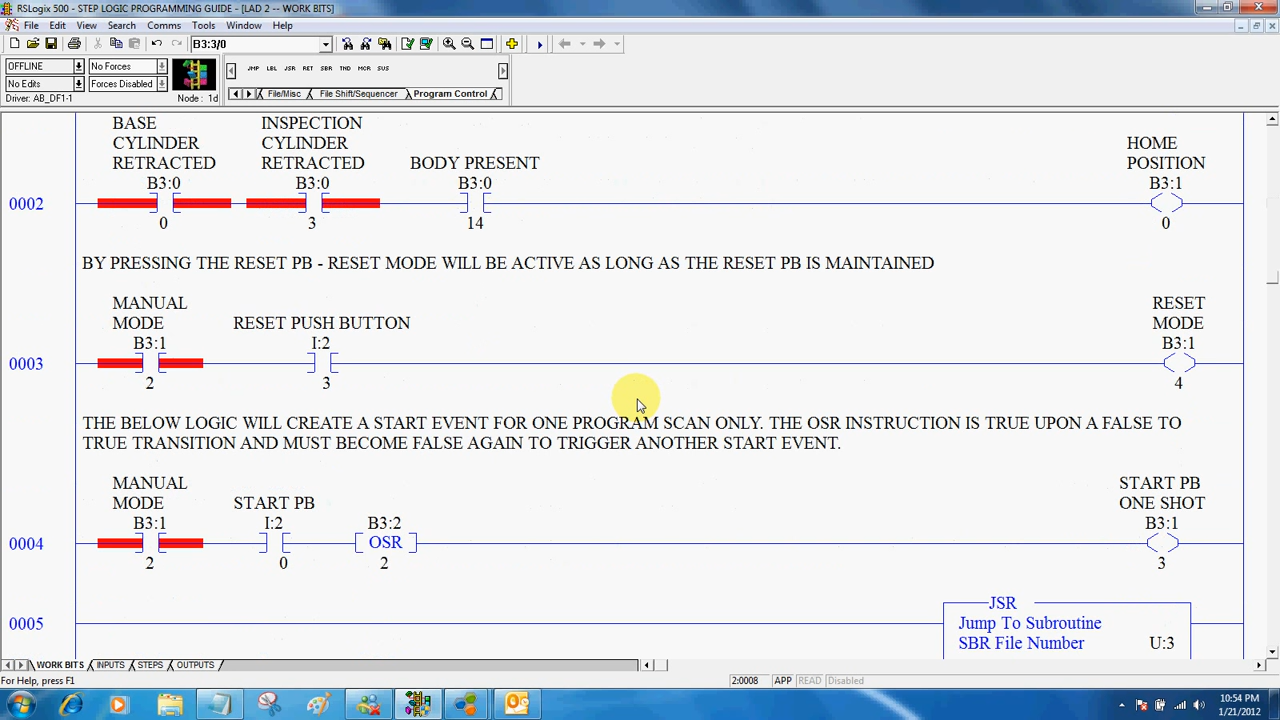 RSLogix 500 - STEP LOGIC PROGRAMMING GUIDE - [LAD 2 -- WORK BITS]
File Edit View Search Comms Tools Window Help
B3:3/0
OFFLINE No Forces
No Edits Forces Disabled
Driver: AB_DF1-1 Node : 1d
JMP LBL JSR RET SBR TND MCR SUS
File/Misc File Shift/Sequencer Program Control
BASE CYLINDER RETRACTED
B3:0
0
INSPECTION CYLINDER RETRACTED
B3:0
3
BODY PRESENT
B3:0
14
HOME POSITION
B3:1
0
0002
BY PRESSING THE RESET PB - RESET MODE WILL BE ACTIVE AS LONG AS THE RESET PB IS MAINTAINED
MANUAL MODE
B3:1
2
RESET PUSH BUTTON
I:2
3
RESET MODE
B3:1
4
0003
THE BELOW LOGIC WILL CREATE A START EVENT FOR ONE PROGRAM SCAN ONLY. THE OSR INSTRUCTION IS TRUE UPON A FALSE TO
TRUE TRANSITION AND MUST BECOME FALSE AGAIN TO TRIGGER ANOTHER START EVENT.
MANUAL MODE
B3:1
2
START PB
I:2
0
B3:2
OSR
2
START PB ONE SHOT
B3:1
3
0004
0005
JSR
Jump To Subroutine
SBR File Number U:3
WORK BITS INPUTS STEPS OUTPUTS
For Help, press F1
2:0008 APP READ Disabled
10:54 PM
1/21/2012